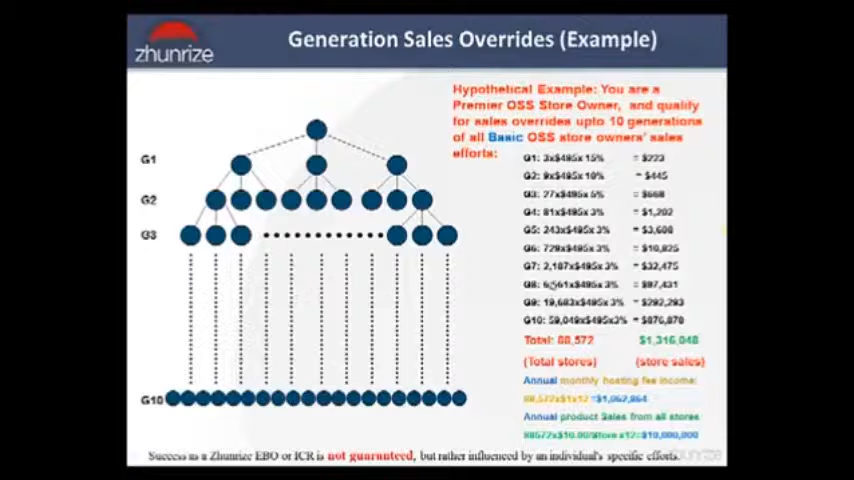 zhunrize
Generation Sales Overrides (Example)
Hypothetical Example: You are a
Premier OSS Store Owner, and qualify
for sales overrides upto 10 generations
of all Basic OSS store owners' sales
efforts:
G1
G2
G3
G10
G1: 3x$495x 15% = $223
G2: 9x$495x 10% = $445
G3: 27x$495x 5% = $668
G4: 81x$495x 3% = $1,202
G5: 243x$495x 3% = $3,608
G6: 729x$495x 3% = $10,825
G7: 2,187x$495x 3% = $32,475
G8: 6,561x$495x 3% = $97,431
G9: 19,683x$495x 3% = $292,293
G10: 59,049x$495x3% = $876,878
Total: 88,572 $1,316,048
(Total stores) (store sales)
Annual monthly hosting fee income:
88,572x$1x12 =$1,062,864
Annual product Sales from all stores
88572x$10.00/Store x12=$10,000,000
Success as a Zhunrize EBO or ICR is not guaranteed, but rather influenced by an individual's specific efforts.
zhunrize